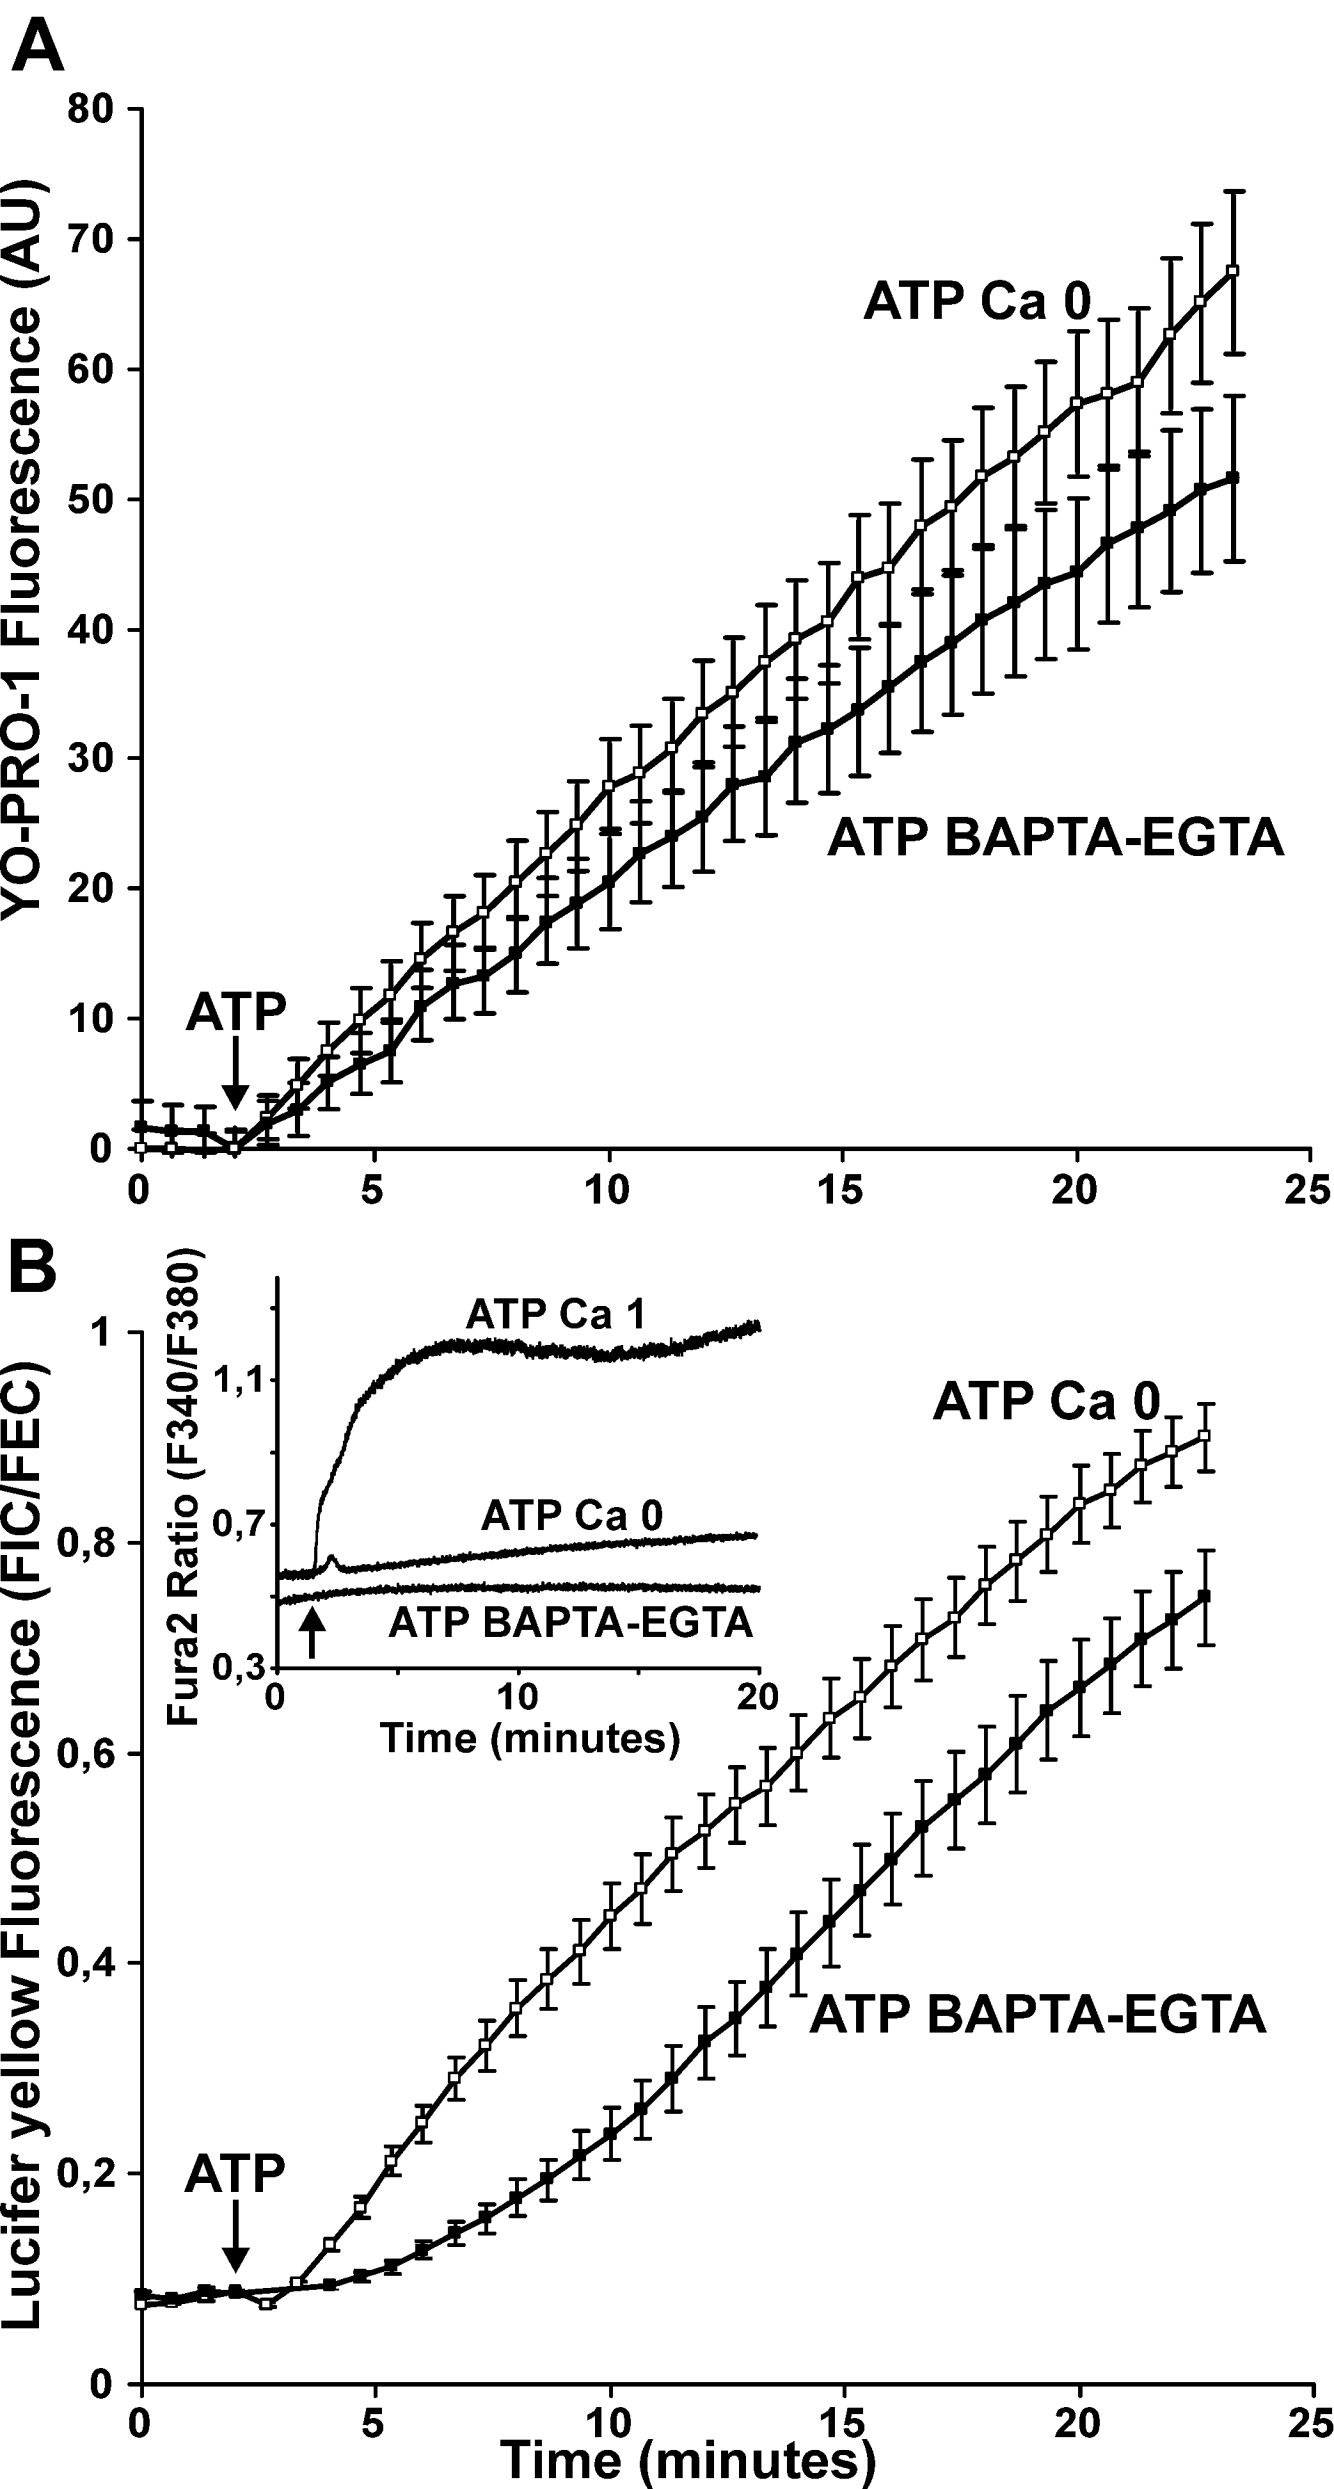 A
YO-PRO-1 Fluorescence (AU)
80
70
60
50
40
30
20
10
0
ATP Ca 0
ATP BAPTA-EGTA
ATP
0 5 10 15 20 25
B
Lucifer yellow Fluorescence (FIC/FEC)
1
0,8
0,6
0,4
0,2
0
Fura2 Ratio (F340/F380)
1,1
0,7
0,3
ATP Ca 1
ATP Ca 0
ATP BAPTA-EGTA
0 10 20
Time (minutes)
ATP Ca 0
ATP BAPTA-EGTA
ATP
0 5 10 15 20 25
Time (minutes)